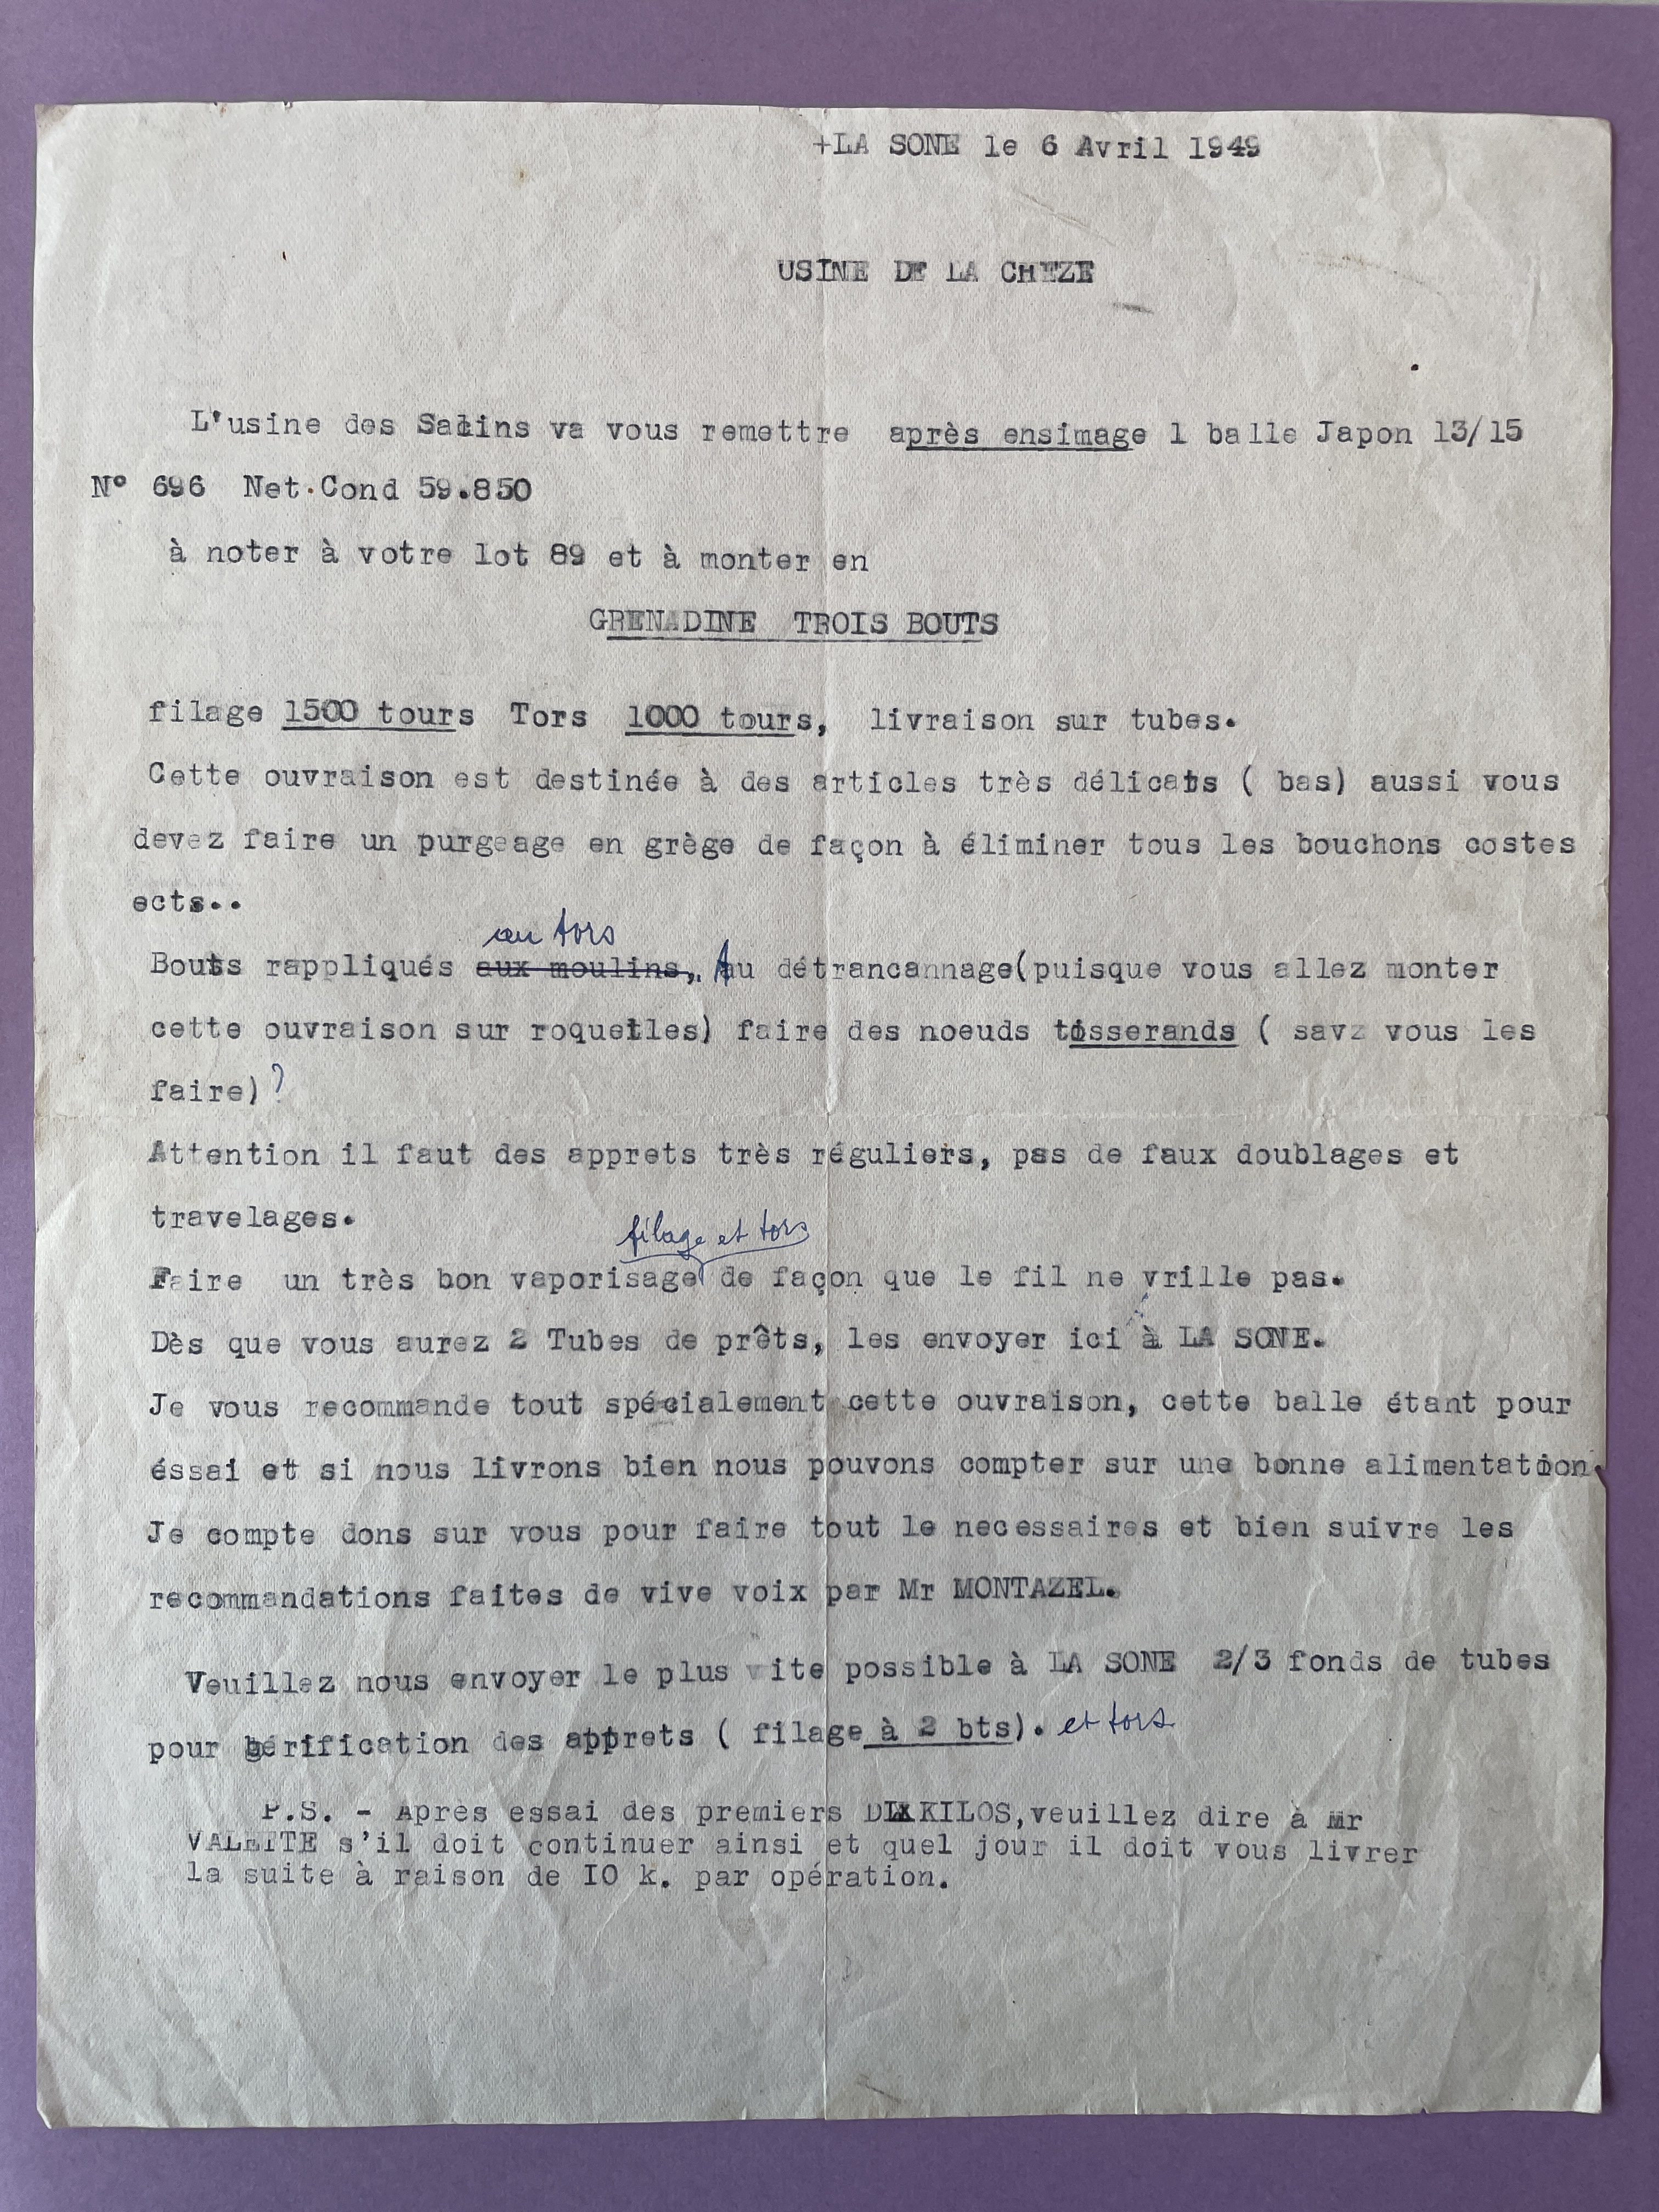 +LA SONE le 6 Avril 1949
USINE DE LA CHEZE
L'usine des Salins va vous remettre après ensimage 1 balle Japon 13/15
N° 696 Net.Cond 59.850
à noter à votre lot 89 et à monter en
GRENADINE TROIS BOUTS
filage 1500 tours Tors 1000 tours, livraison sur tubes.
Cette ouvraison est destinée à des articles très délicats ( bas) aussi vous
devez faire un purgeage en grège de façon à éliminer tous les bouchons costes
ects..
au tors
Bouts rappliqués aux moulins,. Au détrancannage(puisque vous allez monter
cette ouvraison sur roquelles) faire des noeuds tisserands ( savz vous les
faire) ?
Attention il faut des apprets très réguliers, pas de faux doublages et
travelages.
filage et tors
Faire un très bon vaporisage de façon que le fil ne vrille pas.
Dès que vous aurez 2 Tubes de prêts, les envoyer ici à LA SONE.
Je vous recommande tout spécialement cette ouvraison, cette balle étant pour
éssai et si nous livrons bien nous pouvons compter sur une bonne alimentation.
Je compte dons sur vous pour faire tout le necessaires et bien suivre les
recommandations faites de vive voix par Mr MONTAZEL.
Veuillez nous envoyer le plus vite possible à LA SONE 2/3 fonds de tubes
pour vérification des apprets ( filage à 2 bts). et tors
P.S. - Après essai des premiers DIX KILOS,veuillez dire à Mr
VALETTE s'il doit continuer ainsi et quel jour il doit vous livrer
la suite à raison de IO k. par opération.